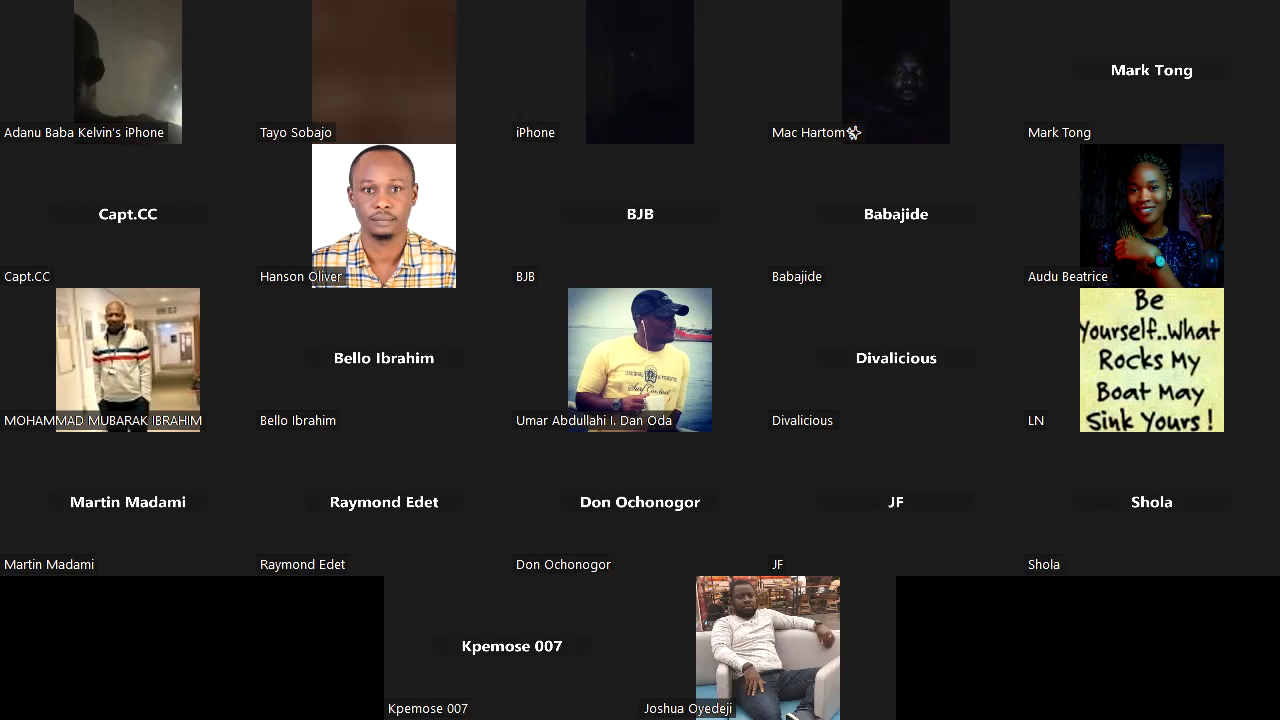 Mark Tong
Adanu Baba Kelvin's iPhone
Tayo Sobajo
iPhone
Mac Hartom
Mark Tong
Capt.CC
BJB
Babajide
Capt.CC
Hanson Oliver
BJB
Babajide
Audu Beatrice
Be
Yourself..What
Rocks My
Boat May
Sink Yours !
Bello Ibrahim
Divalicious
MOHAMMAD MUBARAK IBRAHIM
Bello Ibrahim
Umar Abdullahi I. Dan Oda
Divalicious
LN
Martin Madami
Raymond Edet
Don Ochonogor
JF
Shola
Martin Madami
Raymond Edet
Don Ochonogor
JF
Shola
Kpemose 007
Kpemose 007
Joshua Oyedeji